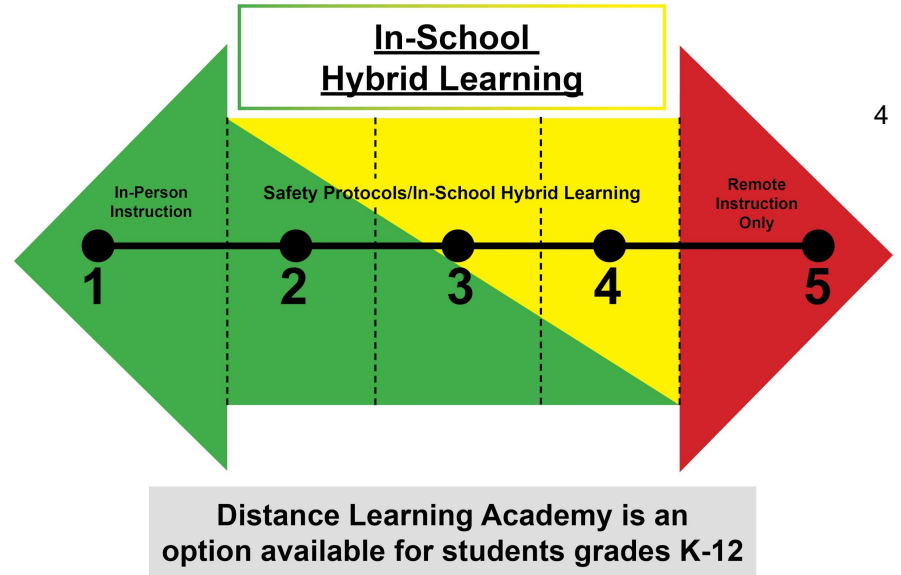 In-School
Hybrid Learning
4
In-Person
Instruction
Safety Protocols/In-School Hybrid Learning
Remote
Instruction
Only
1
2
3
4
5
Distance Learning Academy is an
option available for students grades K-12